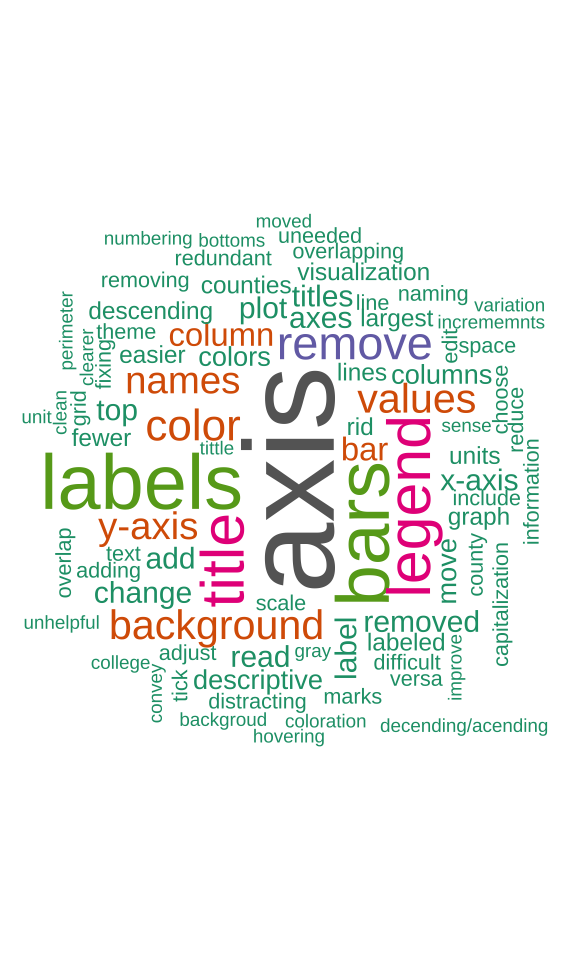 moved
numbering
bottoms
uneeded
redundant
overlapping
removing
counties
visualization
descending
plot
titles
line
naming
variation
perimeter
theme
column
axes
largest
incrememnts
clearer
fixing
easier
colors
remove
edit
space
names
lines
columns
choose
unit
clean
grid
top
color
values
reduce
fewer
tittle
axis
rid
sense
labels
bar
bars
legend
units
information
x-axis
include
y-axis
title
graph
overlap
text
add
adding
move
county
capitalization
change
scale
unhelpful
background
label
removed
labeled
college
adjust
read
gray
difficult
improve
convey
tick
descriptive
versa
distracting
marks
backgroud
coloration
decending/acending
hovering